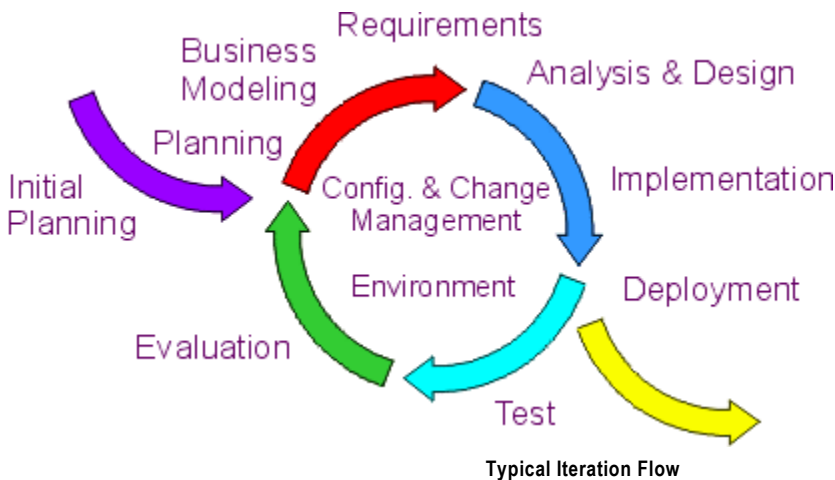 Requirements
Business
Modeling
Analysis & Design
Planning
Initial
Planning
Config. & Change
Management
Implementation
Environment
Deployment
Evaluation
Test
Typical Iteration Flow